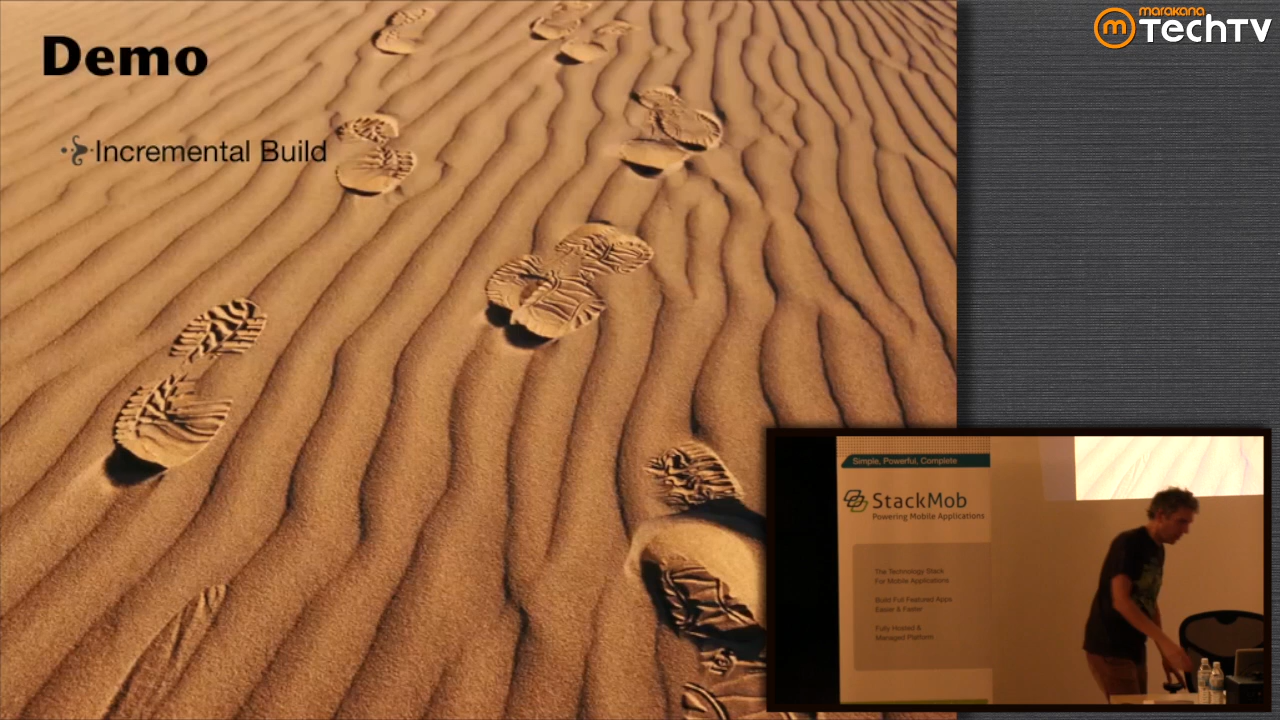 Demo
Incremental Build
marakana
m TechTV
Simple, Powerful, Complete
StackMob
Powering Mobile Applications
The Technology Stack
For Mobile Applications
Build Full Featured Apps
Easier & Faster
Fully Hosted &
Managed Platform